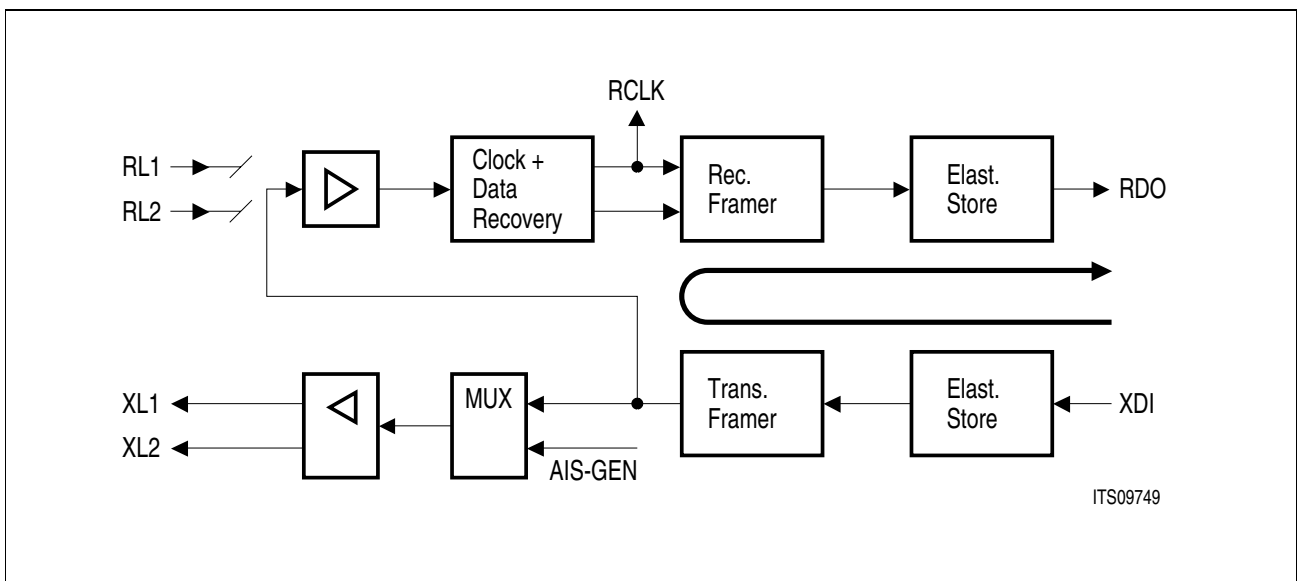 RCLK
RL1
RL2
Clock +
Data
Recovery
Rec.
Framer
Elast.
Store
RDO
XL1
XL2
MUX
AIS-GEN
Trans.
Framer
Elast.
Store
XDI
ITS09749